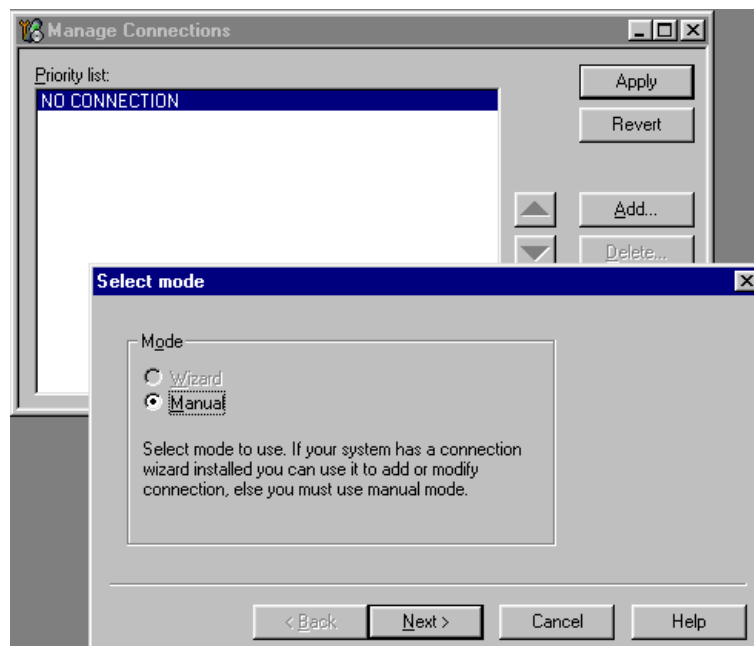 Manage Connections
Priority list:
NO CONNECTION
Apply
Revert
Add...
Delete...
Select mode
Mode
Wizard
Manual
Select mode to use. If your system has a connection
wizard installed you can use it to add or modify
connection, else you must use manual mode.
< Back
Next >
Cancel
Help